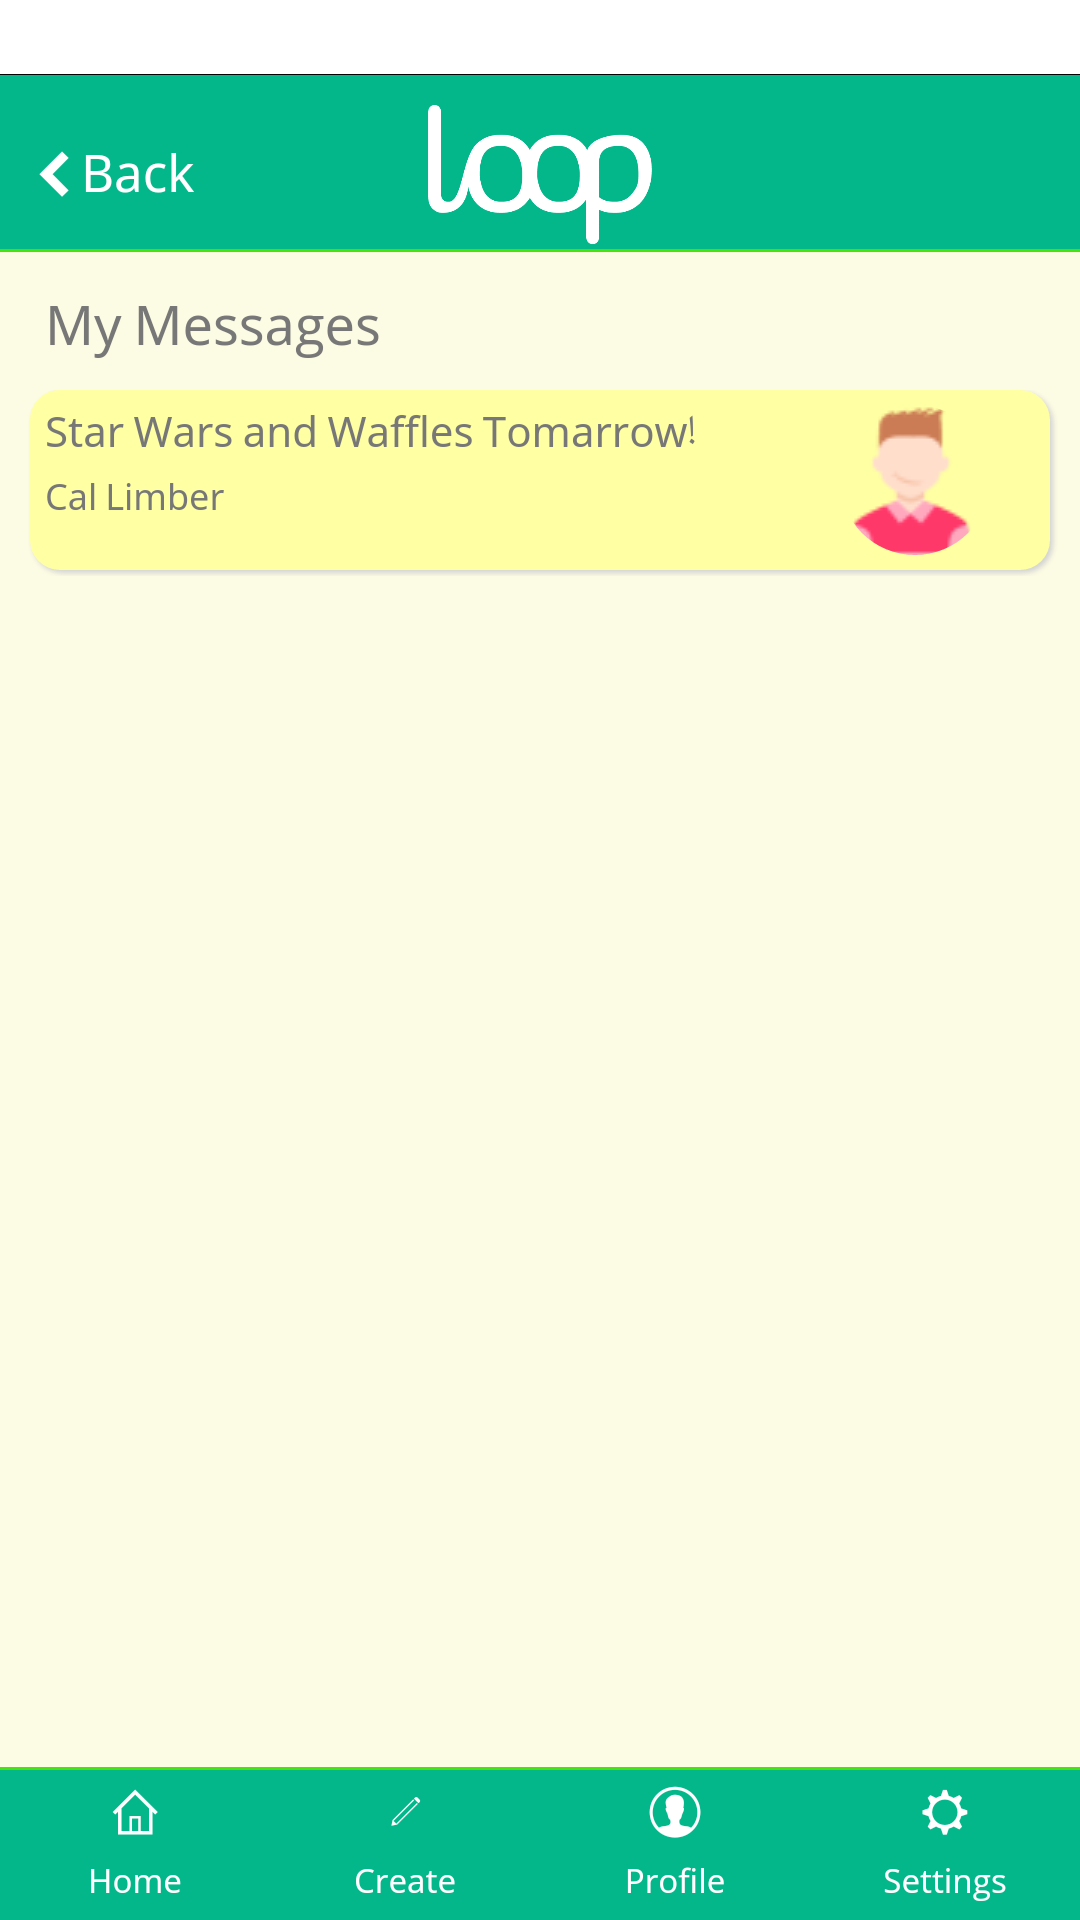 Back
loop
My Messages
Star Wars and Waffles Tomarrow!
Cal Limber
Home
Create
Profile
Settings